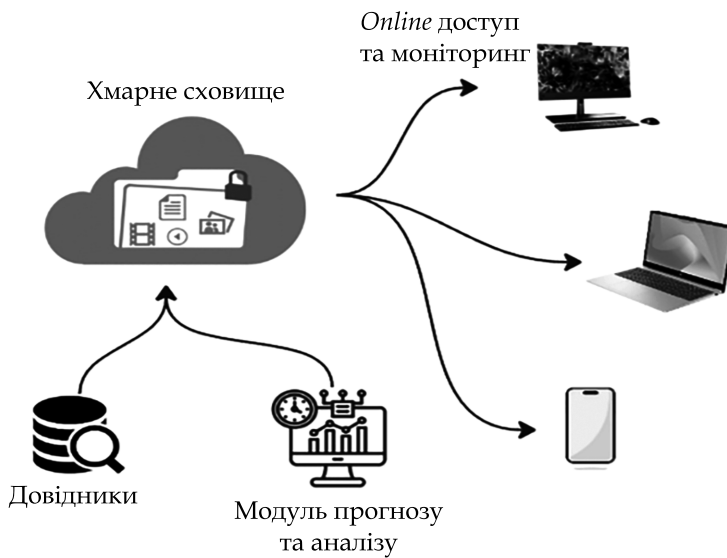 Online доступ
та моніторинг
Хмарне сховище
Довідники
Модуль прогнозу
та аналізу